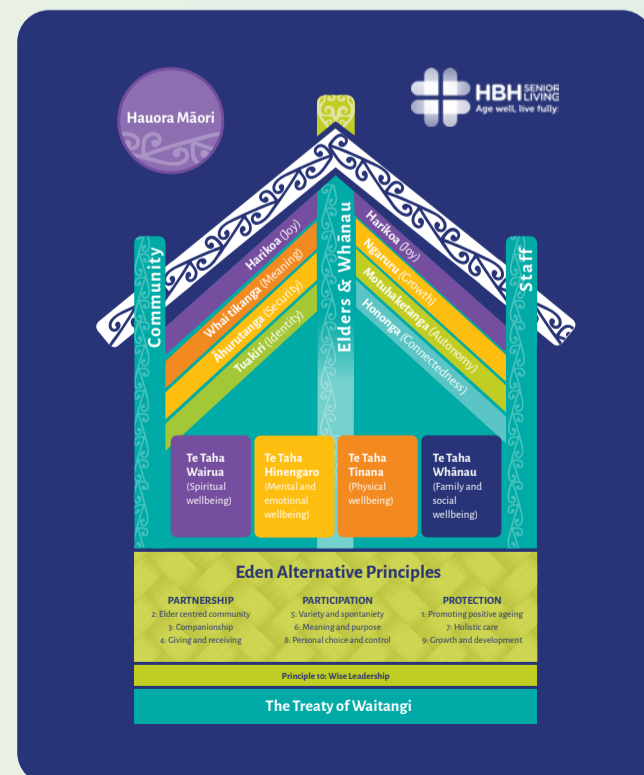 Hauora Māori
HBH SENIOR
LIVING
Age well, live fully
Community
Elders & Whānau
Staff
Harikoa (Joy)
Whai tikanga (Meaning)
Āhurutanga (Security)
Tuakiri (Identity)
Harikoa (Joy)
Ngaruru (Growth)
Motuhaketanga (Autonomy)
Hononga (Connectedness)
Te Taha
Wairua
(Spiritual
wellbeing)
Te Taha
Hinengaro
(Mental and
emotional
wellbeing)
Te Taha
Tinana
(Physical
wellbeing)
Te Taha
Whānau
(Family and
social
wellbeing)
Eden Alternative Principles
PARTNERSHIP
2: Elder centred community
3: Companionship
4: Giving and receiving
PARTICIPATION
5: Variety and spontaniety
6: Meaning and purpose
8: Personal choice and control
PROTECTION
1: Promoting positive ageing
7: Holistic care
9: Growth and development
Principle 10: Wise Leadership
The Treaty of Waitangi